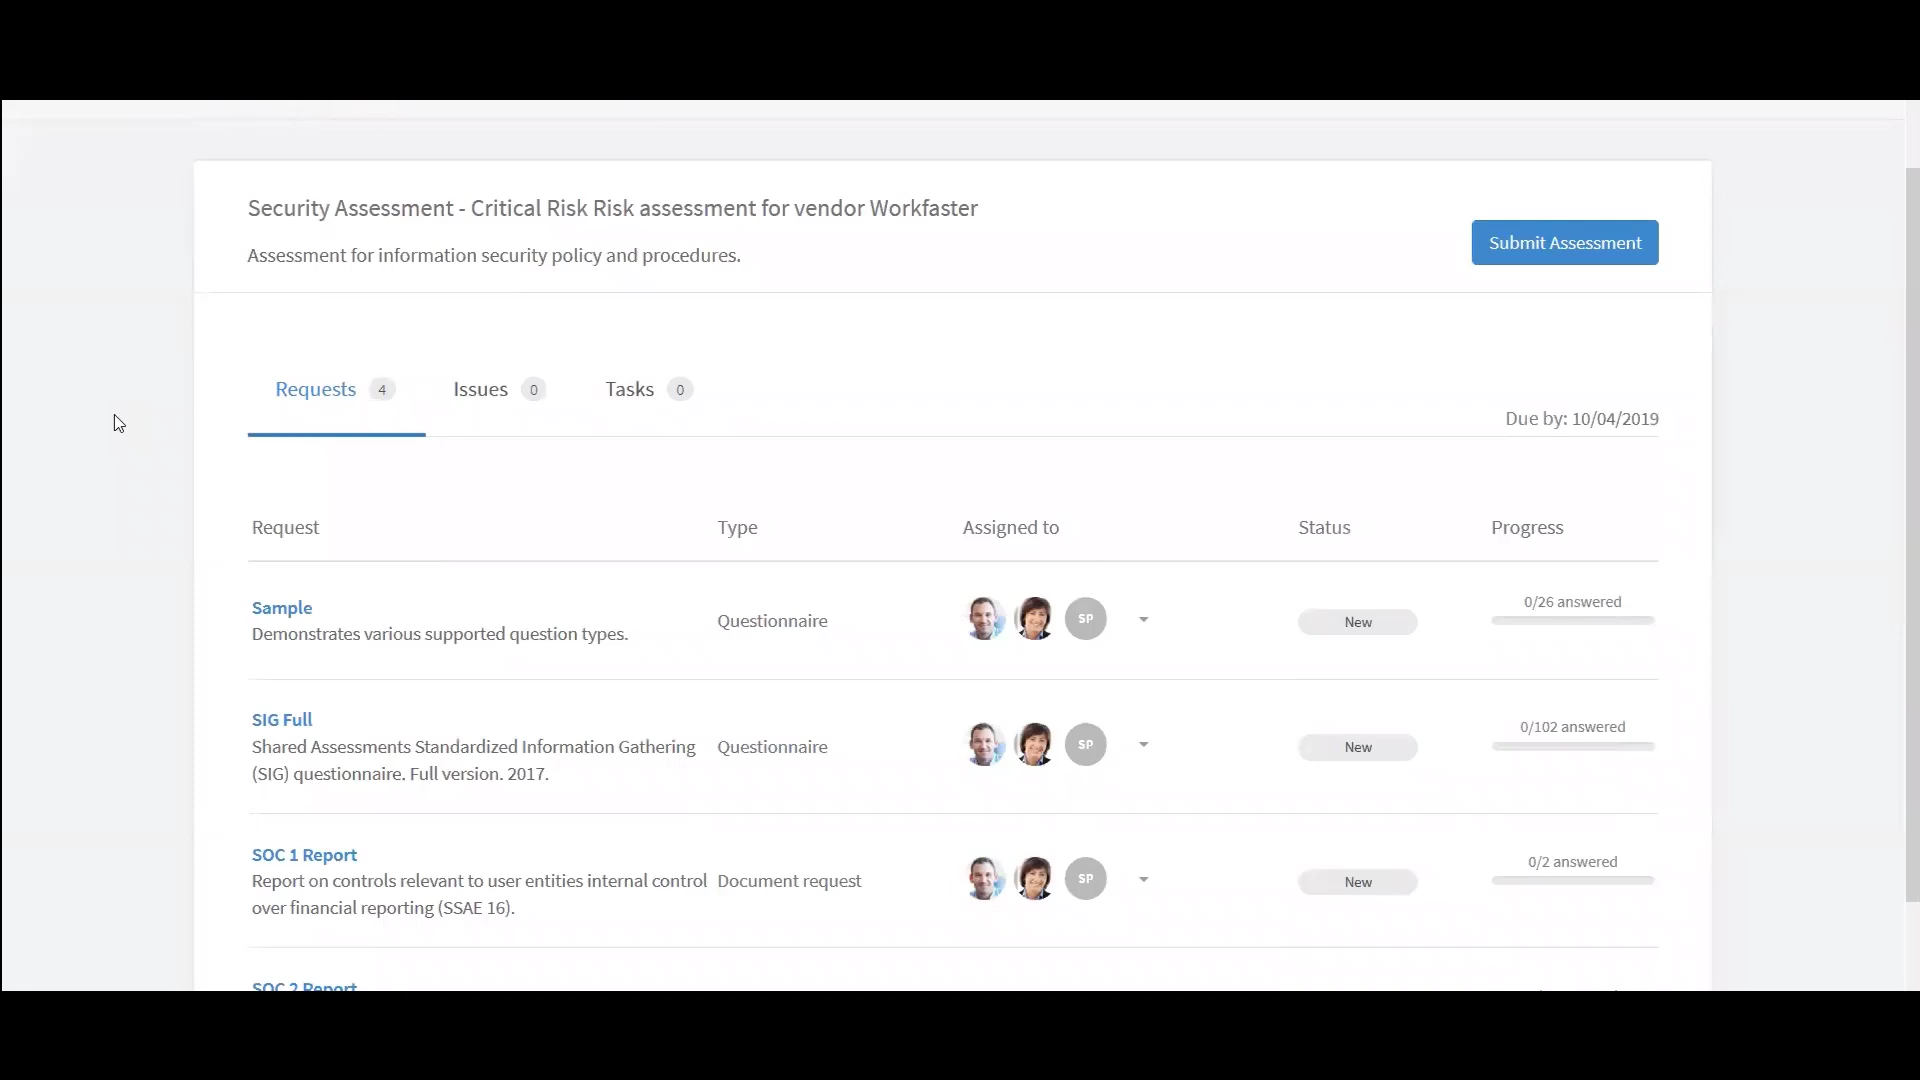 Security Assessment - Critical Risk Risk assessment for vendor Workfaster
Assessment for information security policy and procedures.
Submit Assessment
Requests 4 Issues 0 Tasks 0
Due by: 10/04/2019
Request Type Assigned to Status Progress
Sample
Demonstrates various supported question types.
Questionnaire
SP
New
0/26 answered
SIG Full
Shared Assessments Standardized Information Gathering
(SIG) questionnaire. Full version. 2017.
Questionnaire
SP
New
0/102 answered
SOC 1 Report
Report on controls relevant to user entities internal control
over financial reporting (SSAE 16).
Document request
SP
New
0/2 answered
SOC 2 Report